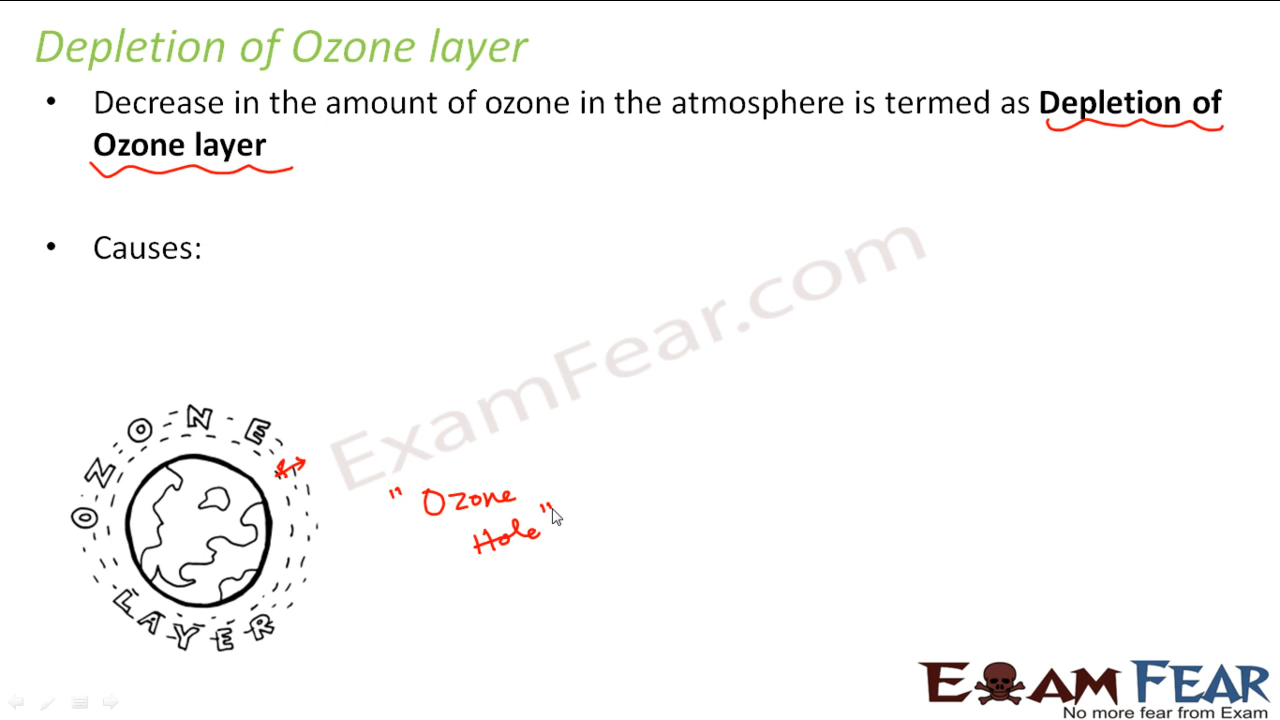 Depletion of Ozone layer
• Decrease in the amount of ozone in the atmosphere is termed as Depletion of
Ozone layer
• Causes:
ExamFear.com
OZONE
LAYER
" Ozone
Hole "
EXAM FEAR
No more fear from Exam